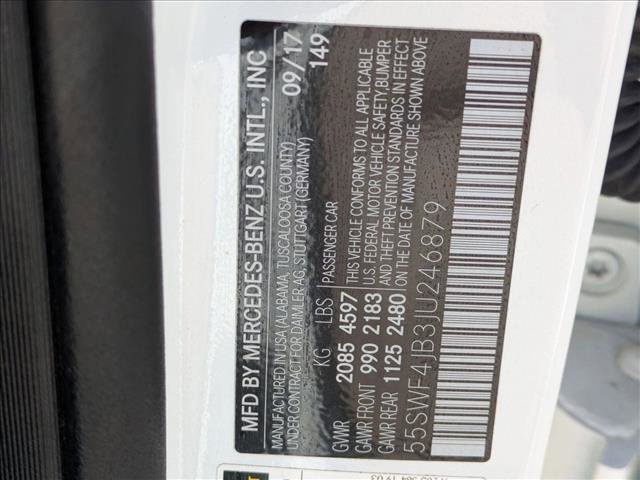 MFD BY MERCEDES-BENZ U.S. INTL., INC
MANUFACTURED IN USA (ALABAMA, TUSCALOOSA COUNTY) 09/17
UNDER CONTRACT FOR DAIMLER AG, STUTTGART (GERMANY) 149
KG LBS PASSENGER CAR
GVWR 2085 4597 THIS VEHICLE CONFORMS TO ALL APPLICABLE
GAWR FRONT 990 2183 U.S. FEDERAL MOTOR VEHICLE SAFETY,BUMPER
GAWR REAR 1125 2480 AND THEFT PREVENTION STANDARDS IN EFFECT
ON THE DATE OF MANUFACTURE SHOWN ABOVE
55SWF4JB3JU246879